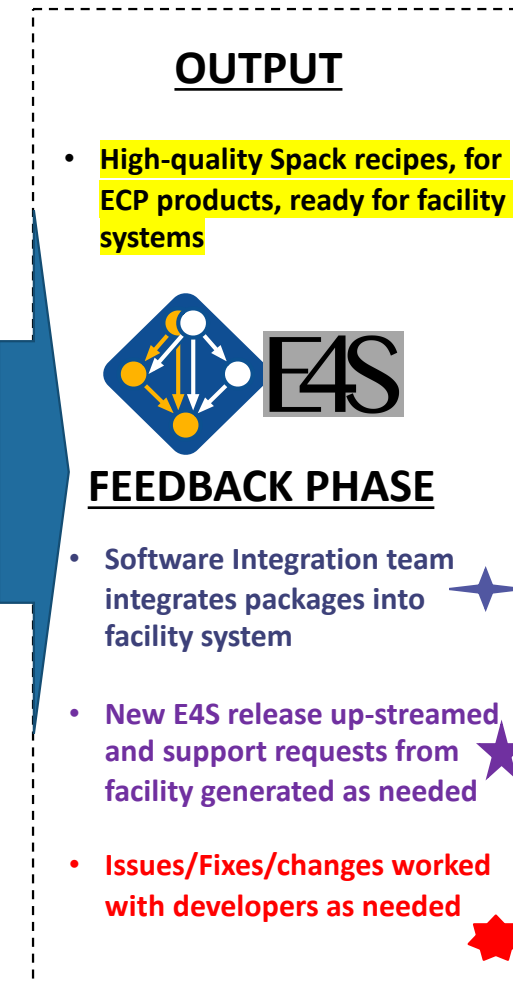 OUTPUT
• High-quality Spack recipes, for
ECP products, ready for facility
systems
E4S
FEEDBACK PHASE
• Software Integration team
integrates packages into
facility system
• New E4S release up-streamed
and support requests from
facility generated as needed
• Issues/Fixes/changes worked
with developers as needed